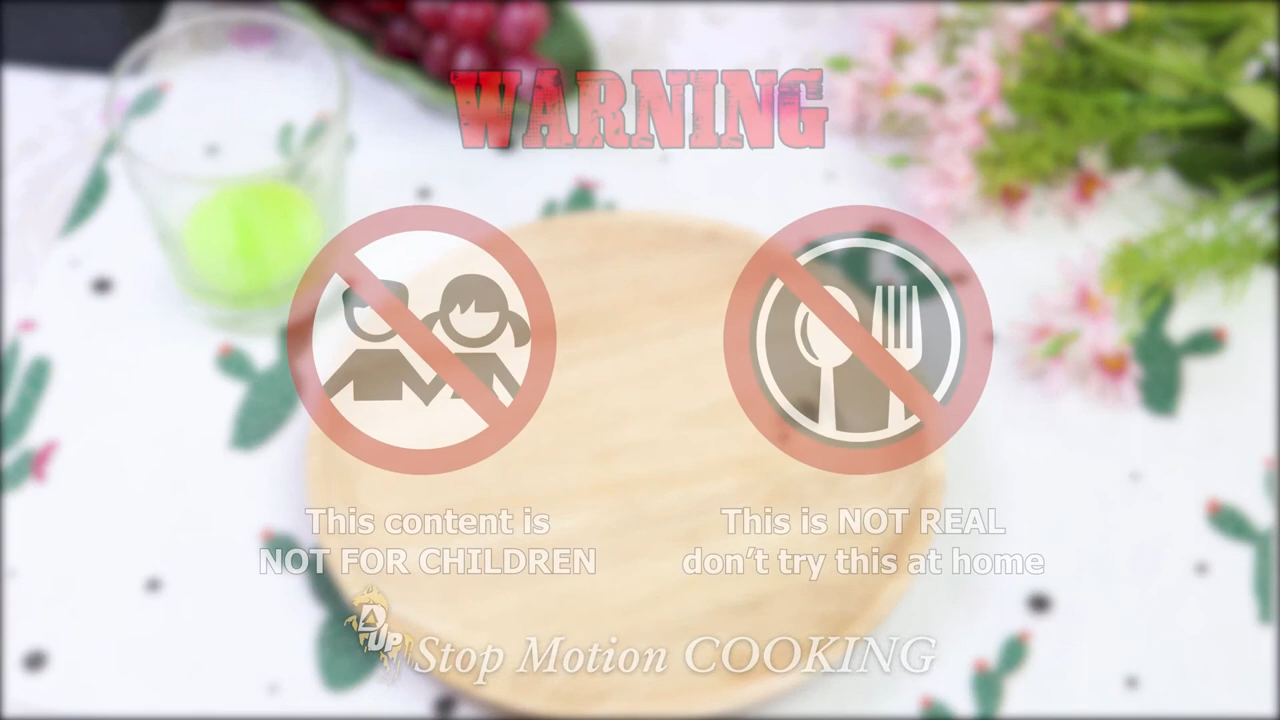 WARNING
This content is
NOT FOR CHILDREN
This is NOT REAL
don't try this at home
DUP
Stop Motion COOKING